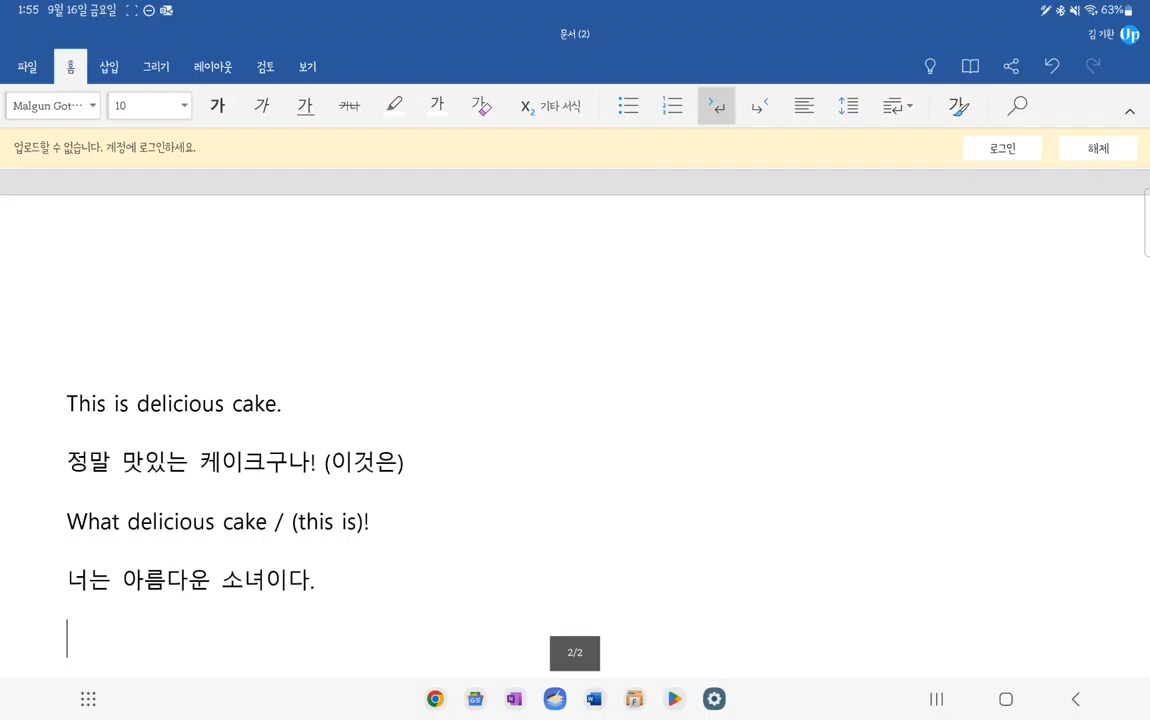 1:55 9월 16일 금요일 63%
문서 (2)
김 기환 Up
파일 홈 삽입 그리기 레이아웃 검토 보기
Malgun Got··· 10 가 가 가 가나 가 가 X₂ 기타 서식 가
업로드할 수 없습니다. 계정에 로그인하세요. 로그인 해제
This is delicious cake.
정말 맛있는 케이크구나! (이것은)
What delicious cake / (this is)!
너는 아름다운 소녀이다.
2/2